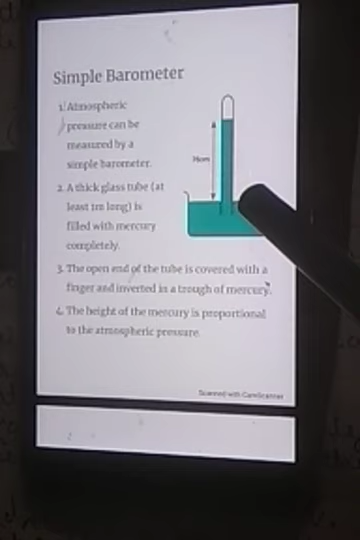 Simple Barometer
1. Atmospheric
pressure can be
measured by a
simple barometer.
2. A thick glass tube (at
least 1m long) is
filled with mercury
completely.
76cm
3. The open end of the tube is covered with a
finger and inverted in a trough of mercury.
4. The height of the mercury is proportional
to the atmospheric pressure.
Scanned with CamScanner